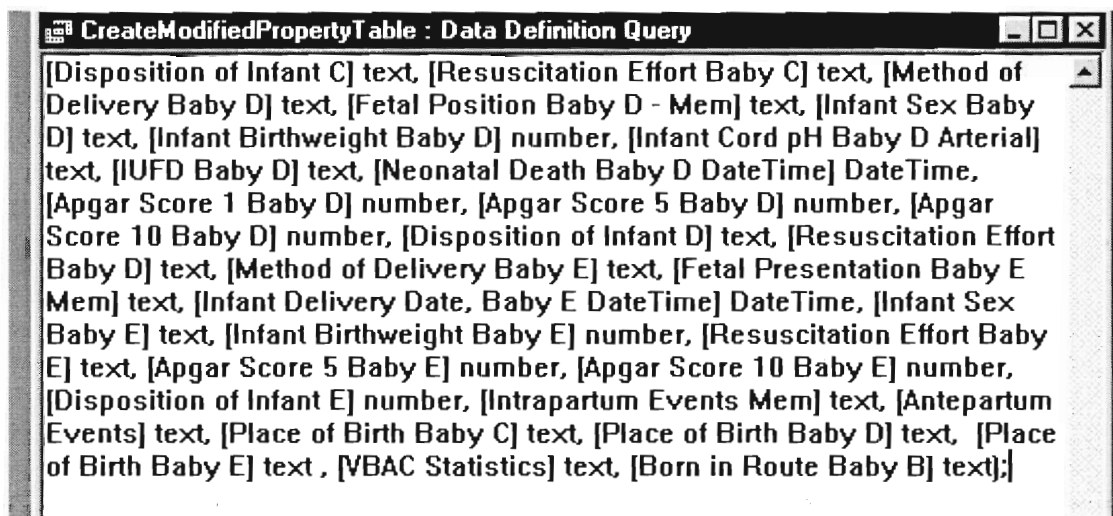 CreateModifiedPropertyTable : Data Definition Query
[Disposition of Infant C] text, [Resuscitation Effort Baby C] text, [Method of
Delivery Baby D] text, [Fetal Position Baby D - Mem] text, [Infant Sex Baby
D] text, [Infant Birthweight Baby D] number, [Infant Cord pH Baby D Arterial]
text, [IUFD Baby D] text, [Neonatal Death Baby D DateTime] DateTime,
[Apgar Score 1 Baby D] number, [Apgar Score 5 Baby D] number, [Apgar
Score 10 Baby D] number, [Disposition of Infant D] text, [Resuscitation Effort
Baby D] text, [Method of Delivery Baby E] text, [Fetal Presentation Baby E
Mem] text, [Infant Delivery Date, Baby E DateTime] DateTime, [Infant Sex
Baby E] text, [Infant Birthweight Baby E] number, [Resuscitation Effort Baby
E] text, [Apgar Score 5 Baby E] number, [Apgar Score 10 Baby E] number,
[Disposition of Infant E] number, [Intrapartum Events Mem] text, [Antepartum
Events] text, [Place of Birth Baby C] text, [Place of Birth Baby D] text,  [Place
of Birth Baby E] text , [VBAC Statistics] text, [Born in Route Baby B] text);